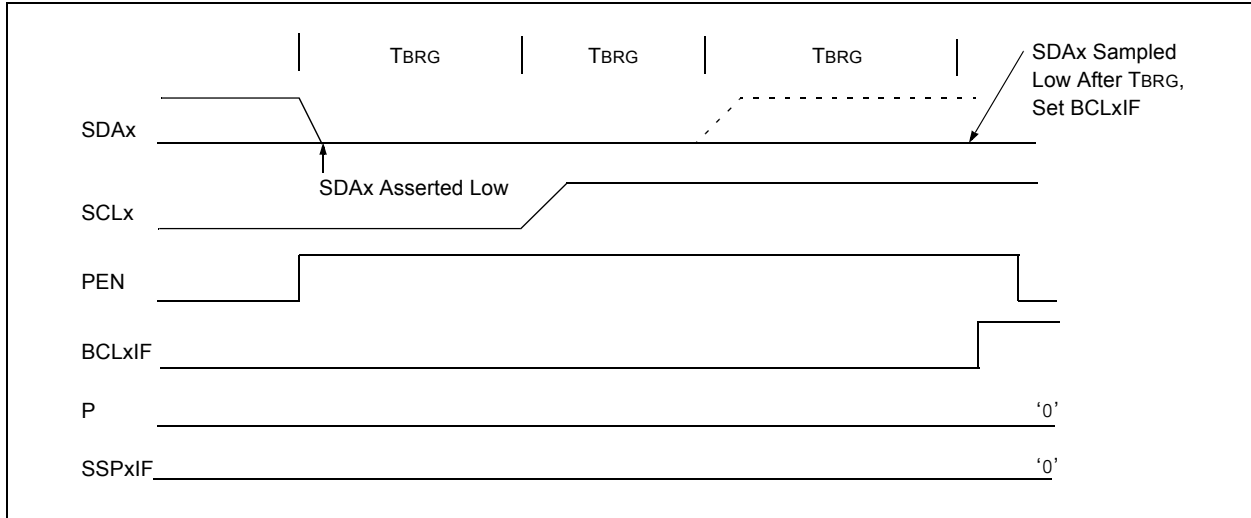 TBRG TBRG TBRG
SDAx Sampled
Low After TBRG,
Set BCLxIF
SDAx
SDAx Asserted Low
SCLx
PEN
BCLxIF
P ‘0’
SSPxIF ‘0’